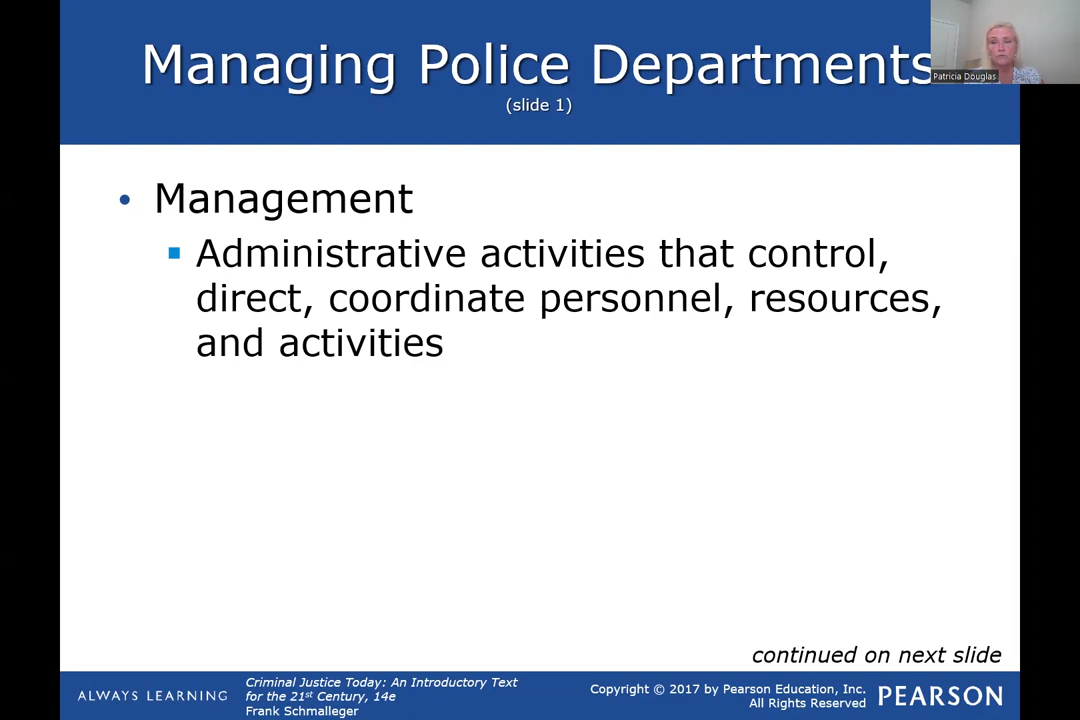 Managing Police Departments
(slide 1)
Patricia Douglas
• Management
▪ Administrative activities that control,
direct, coordinate personnel, resources,
and activities
continued on next slide
ALWAYS LEARNING
Criminal Justice Today: An Introductory Text
for the 21st Century, 14e
Frank Schmalleger
Copyright © 2017 by Pearson Education, Inc.
All Rights Reserved
PEARSON